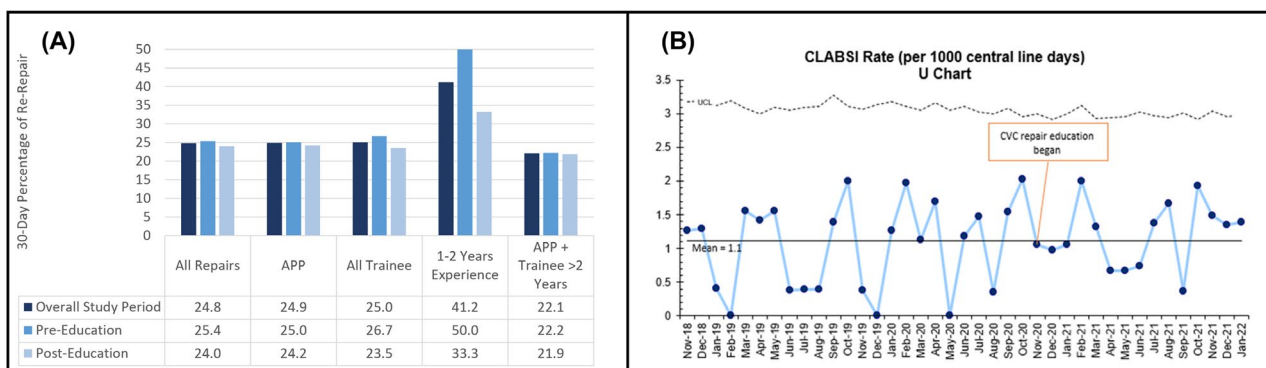 (A)
30-Day Percentage of Re-Repair
50
45
40
35
30
25
20
15
10
5
0
All Repairs APP All Trainee 1-2 Years Experience APP + Trainee >2 Years
Overall Study Period 24.8 24.9 25.0 41.2 22.1
Pre-Education 25.4 25.0 26.7 50.0 22.2
Post-Education 24.0 24.2 23.5 33.3 21.9
(B)
CLABSI Rate (per 1000 central line days)
U Chart
3.5
3
2.5
2
1.5
1
0.5
0
UCL
CVC repair education
began
Mean = 1.1
Nov-18
Dec-18
Jan-19
Feb-19
Mar-19
Apr-19
May-19
Jun-19
Jul-19
Aug-19
Sep-19
Oct-19
Nov-19
Dec-19
Jan-20
Feb-20
Mar-20
Apr-20
May-20
Jun-20
Jul-20
Aug-20
Sep-20
Oct-20
Nov-20
Dec-20
Jan-21
Feb-21
Mar-21
Apr-21
May-21
Jun-21
Jul-21
Aug-21
Sep-21
Oct-21
Nov-21
Dec-21
Jan-22